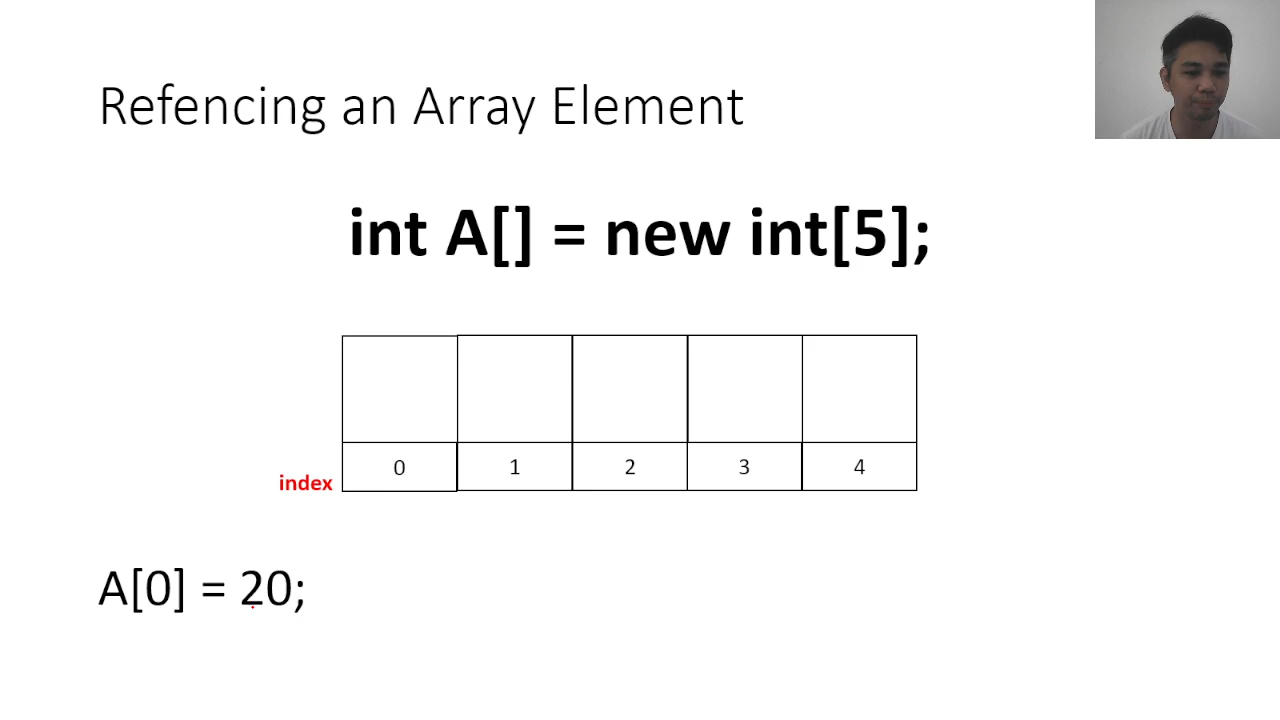 Refencing an Array Element
int A[] = new int[5];
0 1 2 3 4
index
A[0] = 20;